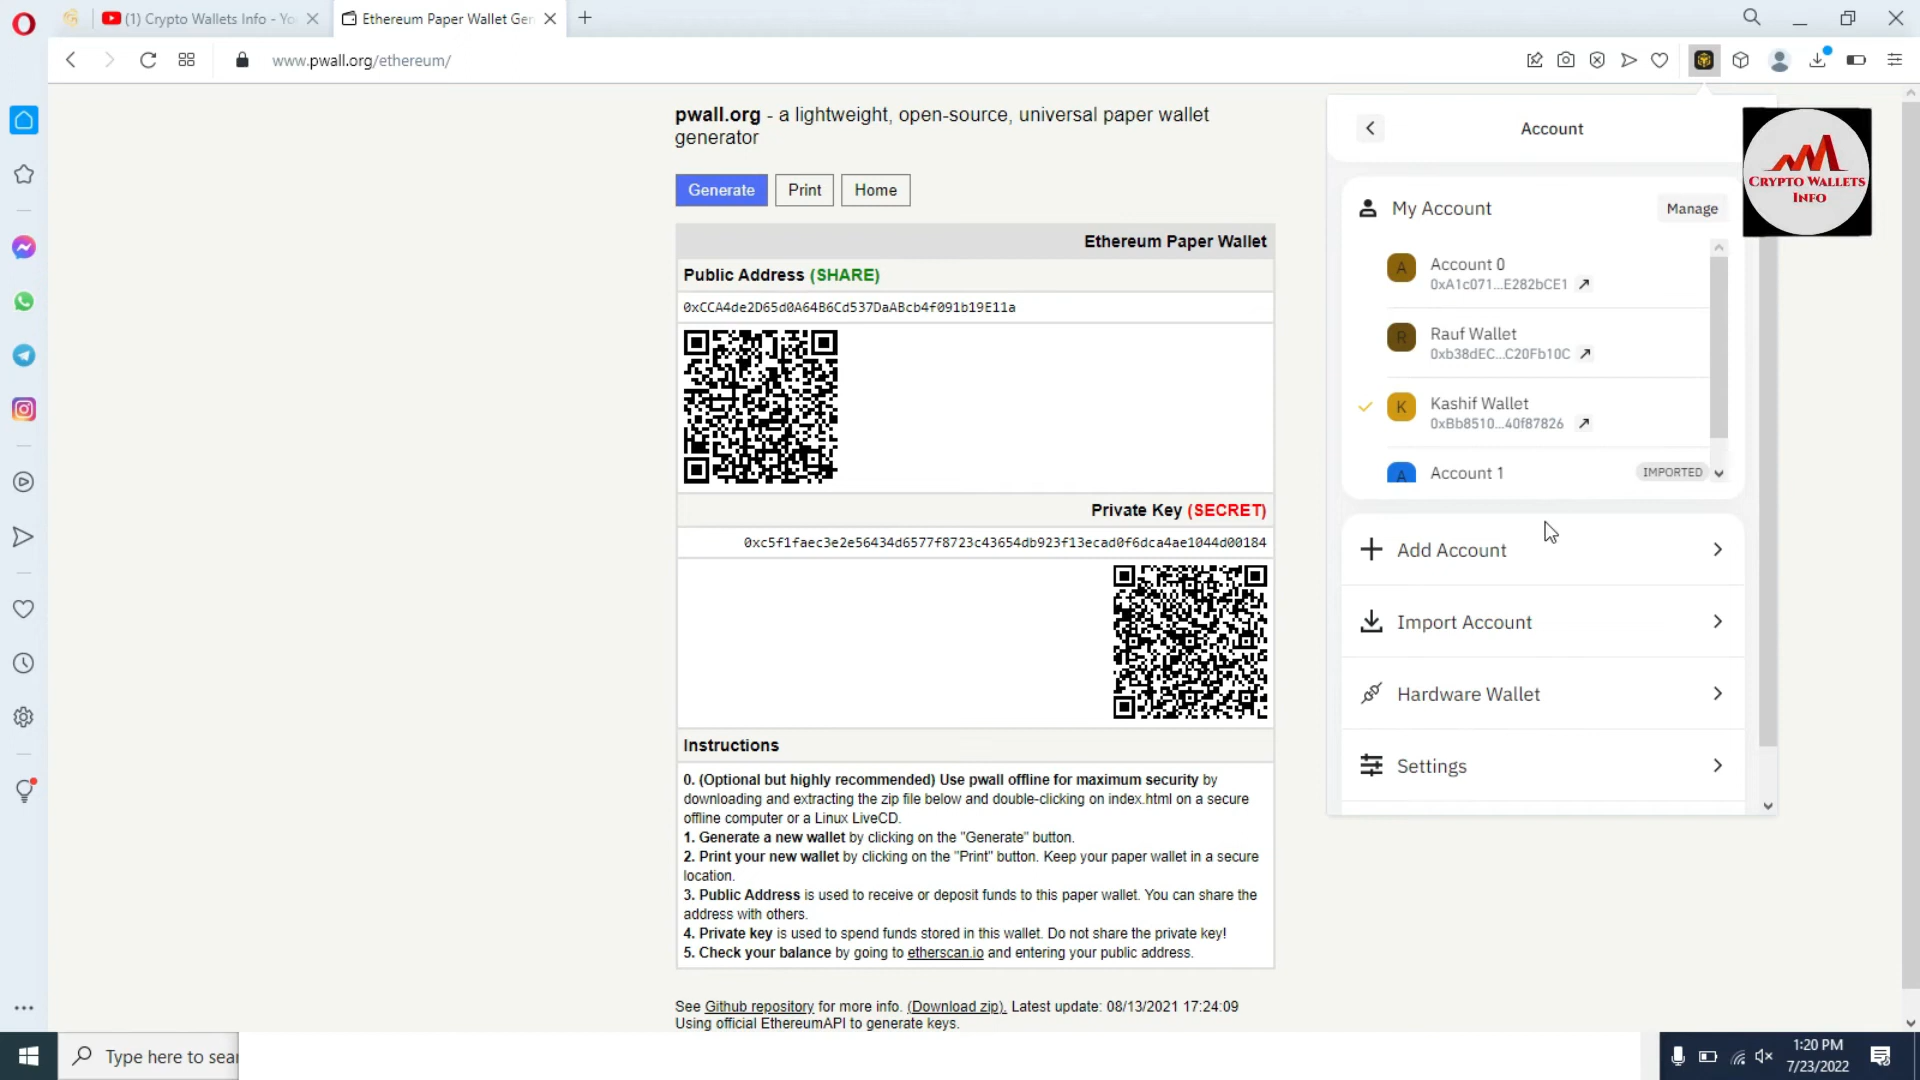 (1) Crypto Wallets Info - Yo
Ethereum Paper Wallet Gen
www.pwall.org/ethereum/
pwall.org - a lightweight, open-source, universal paper wallet
generator
Generate
Print
Home
Ethereum Paper Wallet
Public Address (SHARE)
0xCCA4de2D65d0A64B6Cd537DaABcb4f091b19E11a
Private Key (SECRET)
0xc5f1faec3e2e56434d6577f8723c43654db923f13ecad0f6dca4ae1044d00184
Instructions
0. (Optional but highly recommended) Use pwall offline for maximum security by
downloading and extracting the zip file below and double-clicking on index.html on a secure
offline computer or a Linux LiveCD.
1. Generate a new wallet by clicking on the "Generate" button.
2. Print your new wallet by clicking on the "Print" button. Keep your paper wallet in a secure
location.
3. Public Address is used to receive or deposit funds to this paper wallet. You can share the
address with others.
4. Private key is used to spend funds stored in this wallet. Do not share the private key!
5. Check your balance by going to etherscan.io and entering your public address.
See Github repository for more info. (Download zip). Latest update: 08/13/2021 17:24:09
Using official EthereumAPI to generate keys.
Account
My Account
Manage
A
Account 0
0xA1c071...E282bCE1
R
Rauf Wallet
0xb38dEC...C20Fb10C
K
Kashif Wallet
0xBb8510...40f87826
A
Account 1
IMPORTED
Add Account
Import Account
Hardware Wallet
Settings
CRYPTO WALLETS
INFO
Type here to sear
1:20 PM
7/23/2022